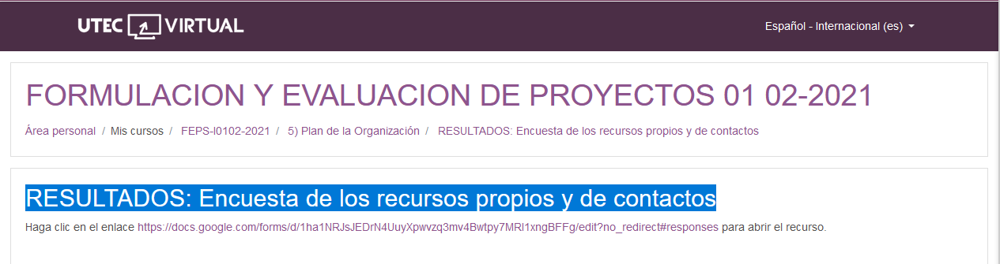 UTEC VIRTUAL
Español - Internacional (es)
FORMULACION Y EVALUACION DE PROYECTOS 01 02-2021
Área personal / Mis cursos / FEPS-I0102-2021 / 5) Plan de la Organización / RESULTADOS: Encuesta de los recursos propios y de contactos
RESULTADOS: Encuesta de los recursos propios y de contactos
Haga clic en el enlace https://docs.google.com/forms/d/1ha1NRJsJEDrN4UuyXpwvzq3mv4Bwtpy7MRl1xngBFFg/edit?no_redirect#responses para abrir el recurso.